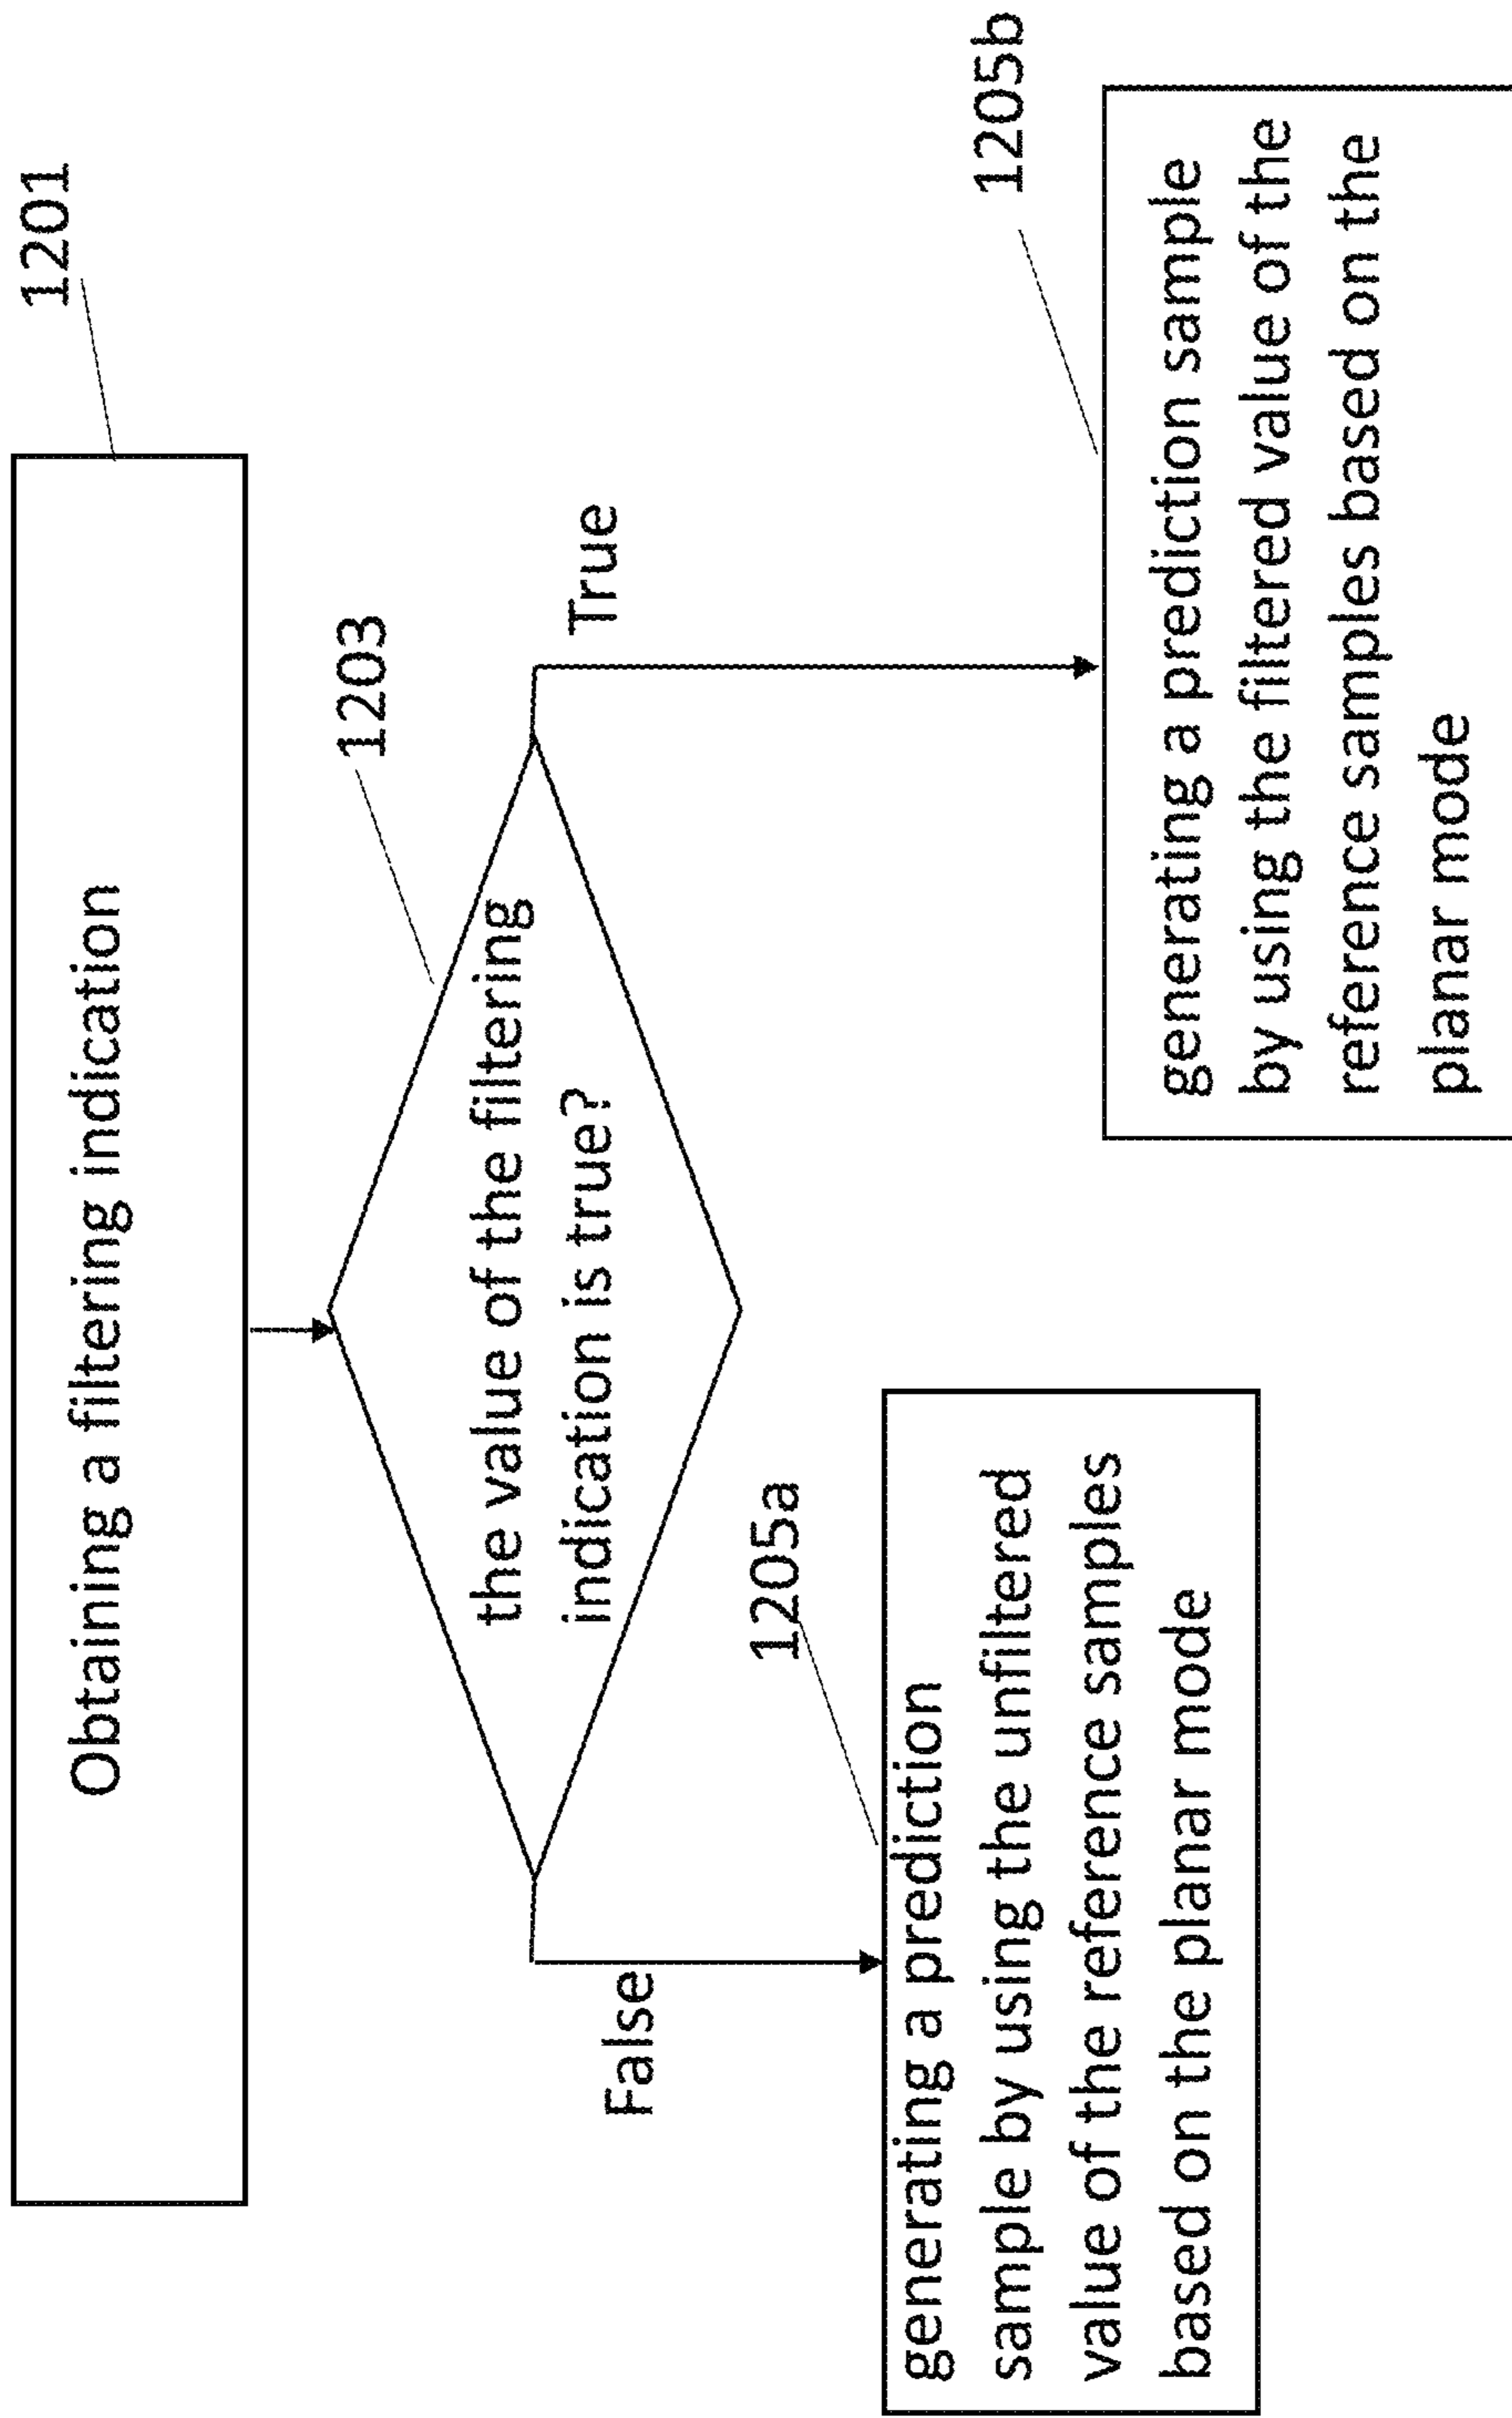 1201
Obtaining a filtering indication
1203
the value of the filtering
indication is true?
False
True
1205a
generating a prediction
sample by using the unfiltered
value of the reference samples
based on the planar mode
1205b
generating a prediction sample
by using the filtered value of the
reference samples based on the
planar mode